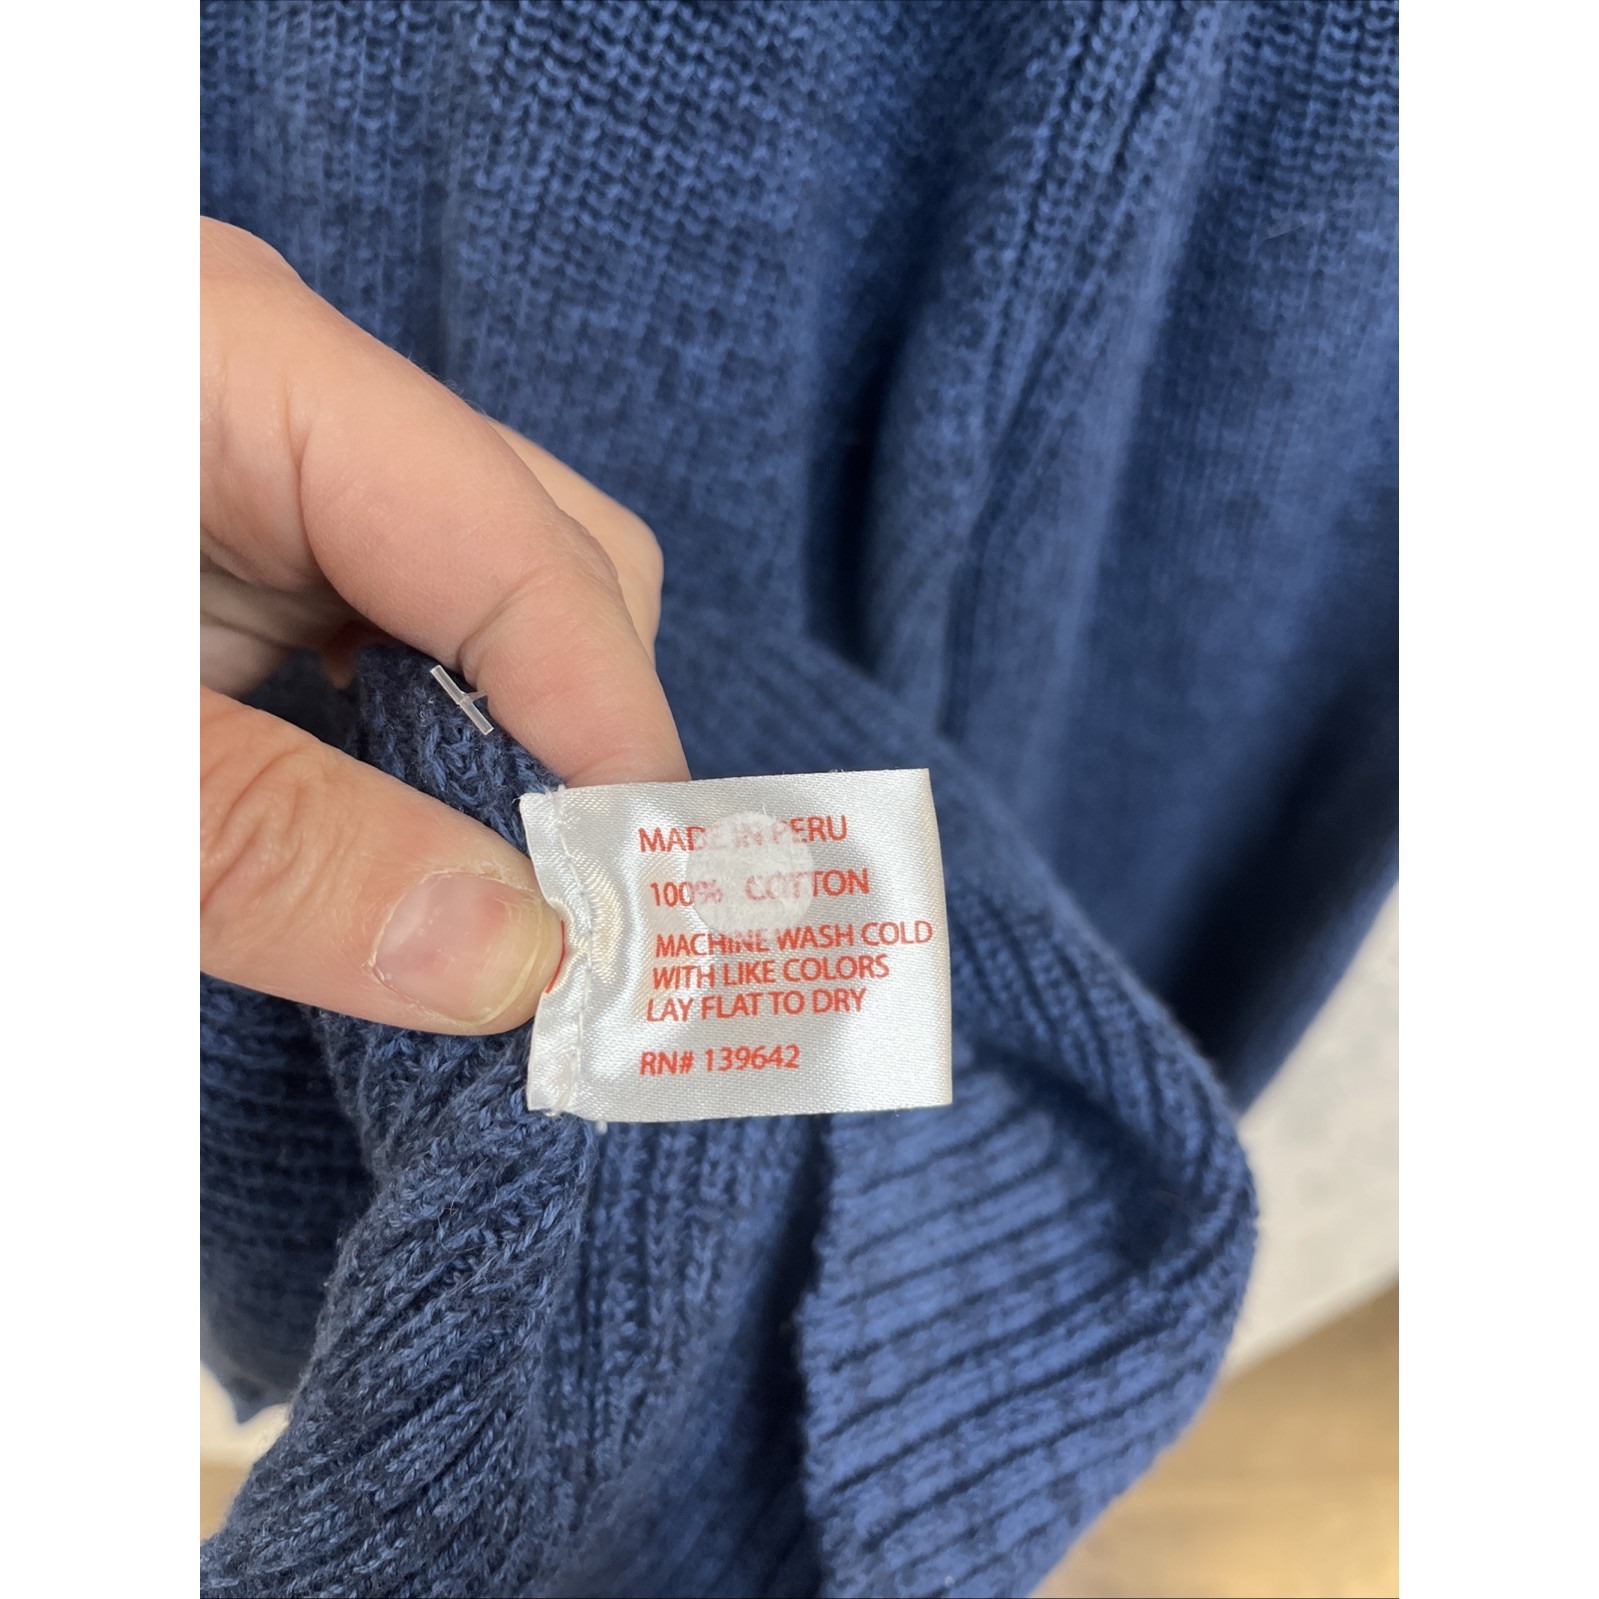 MADE IN PERU
100% COTTON
MACHINE WASH COLD
WITH LIKE COLORS
LAY FLAT TO DRY
RN# 139642